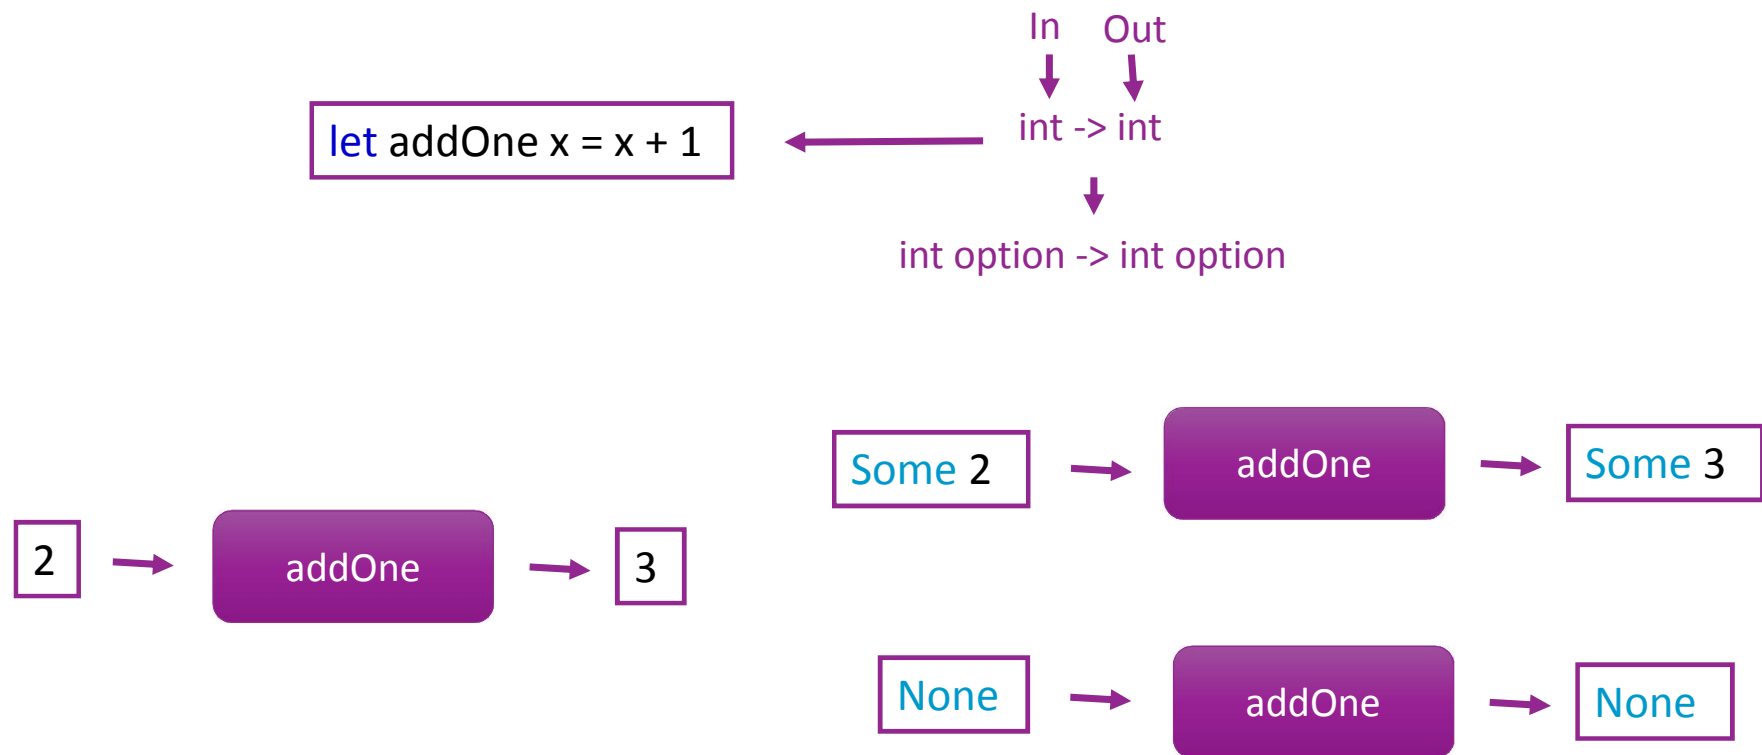 In Out
let addOne x = x + 1
int -> int
int option -> int option
Some 2
addOne
Some 3
2
addOne
3
None
addOne
None